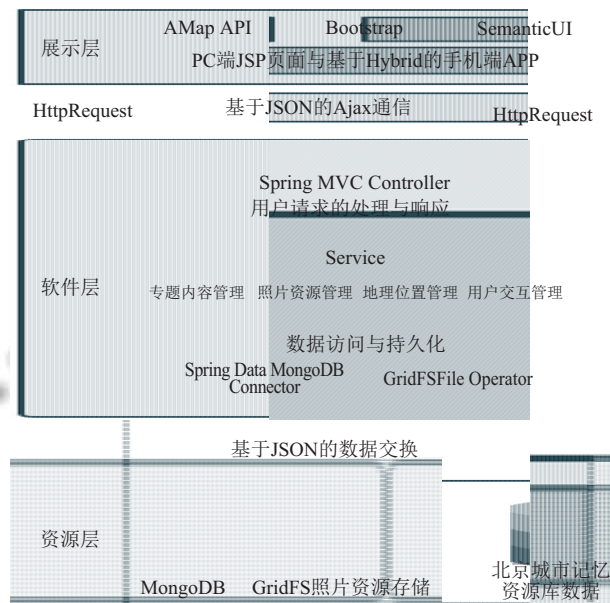 AMap API
Bootstrap
SemanticUI
展示层
PC端JSP页面与基于Hybrid的手机端APP
HttpRequest
基于JSON的Ajax通信
HttpRequest
Spring MVC Controller
用户请求的处理与响应
Service
软件层
专题内容管理
照片资源管理
地理位置管理
用户交互管理
数据访问与持久化
Spring Data MongoDB
Connector
GridFSFile Operator
基于JSON的数据交换
资源层
MongoDB
GridFS照片资源存储
北京城市记忆
资源库数据